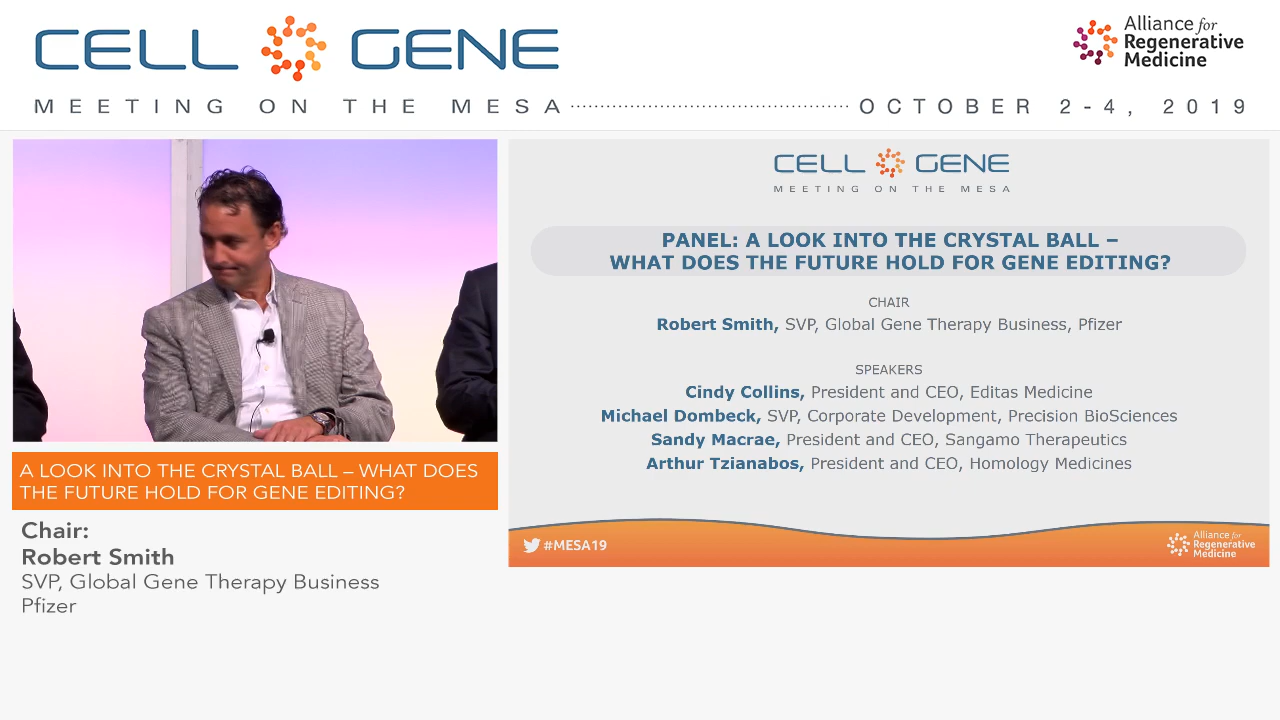 CELL GENE
Alliance for
Regenerative
Medicine
MEETING ON THE MESA OCTOBER 2-4, 2019
CELL GENE
MEETING ON THE MESA
PANEL: A LOOK INTO THE CRYSTAL BALL –
WHAT DOES THE FUTURE HOLD FOR GENE EDITING?
CHAIR
Robert Smith, SVP, Global Gene Therapy Business, Pfizer
SPEAKERS
Cindy Collins, President and CEO, Editas Medicine
Michael Dombeck, SVP, Corporate Development, Precision BioSciences
Sandy Macrae, President and CEO, Sangamo Therapeutics
Arthur Tzianabos, President and CEO, Homology Medicines
#MESA19
Alliance for
Regenerative
Medicine
A LOOK INTO THE CRYSTAL BALL – WHAT DOES
THE FUTURE HOLD FOR GENE EDITING?
Chair:
Robert Smith
SVP, Global Gene Therapy Business
Pfizer